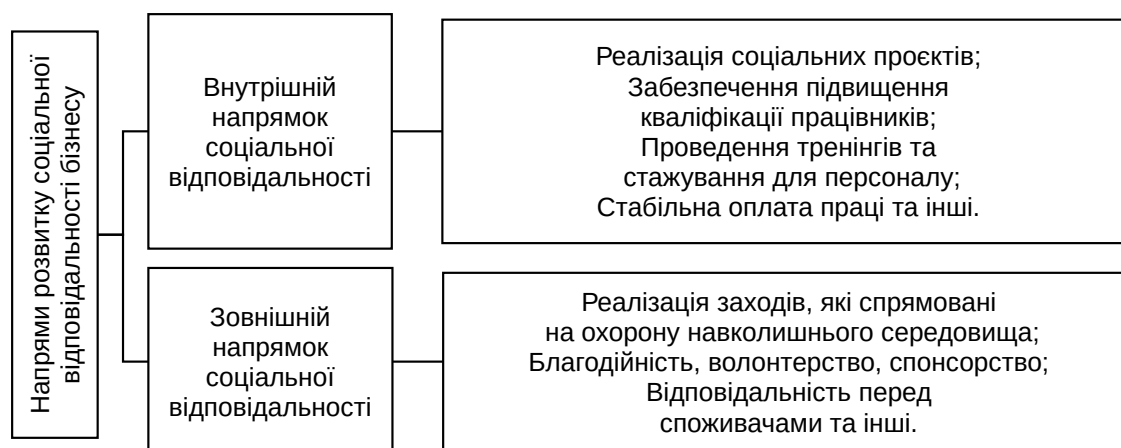 Напрями розвитку соціальної
відповідальності бізнесу
Внутрішній
напрямок
соціальної
відповідальності
Реалізація соціальних проєктів;
Забезпечення підвищення
кваліфікації працівників;
Проведення тренінгів та
стажування для персоналу;
Стабільна оплата праці та інші.
Зовнішній
напрямок
соціальної
відповідальності
Реалізація заходів, які спрямовані
на охорону навколишнього середовища;
Благодійність, волонтерство, спонсорство;
Відповідальність перед
споживачами та інші.